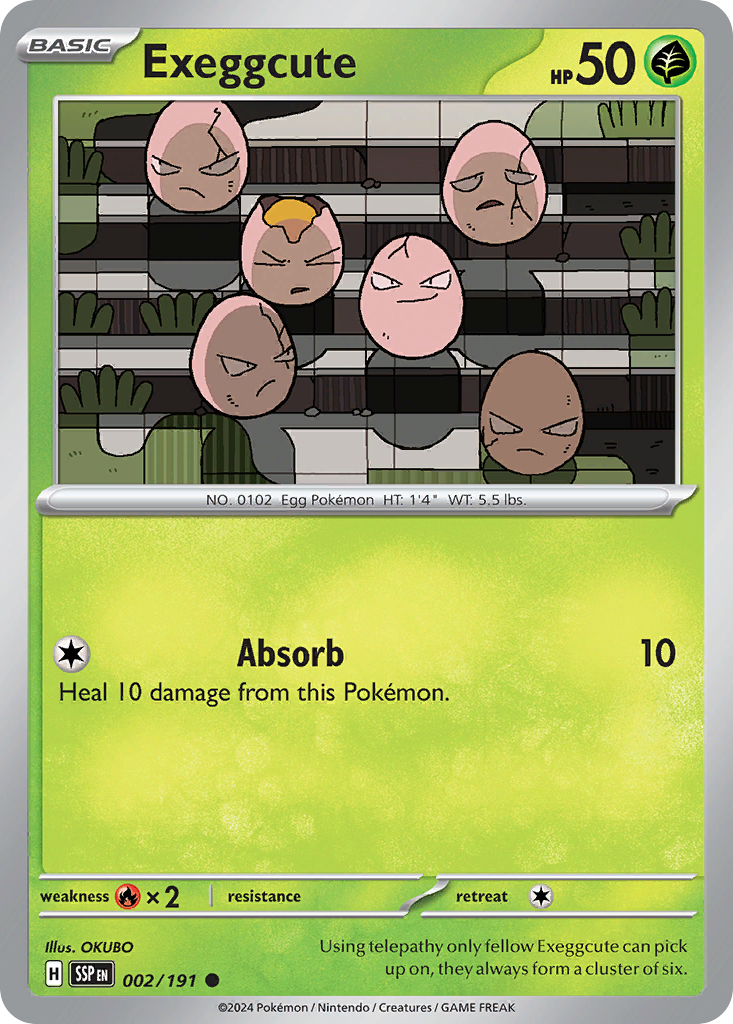 BASIC
Exeggcute
HP 50
NO. 0102 Egg Pokémon HT: 1'4" WT: 5.5 lbs.
Absorb 10
Heal 10 damage from this Pokémon.
weakness × 2 resistance retreat
Illus. OKUBO
Using telepathy only fellow Exeggcute can pick
up on, they always form a cluster of six.
H SSP EN 002/191
©2024 Pokémon / Nintendo / Creatures / GAME FREAK